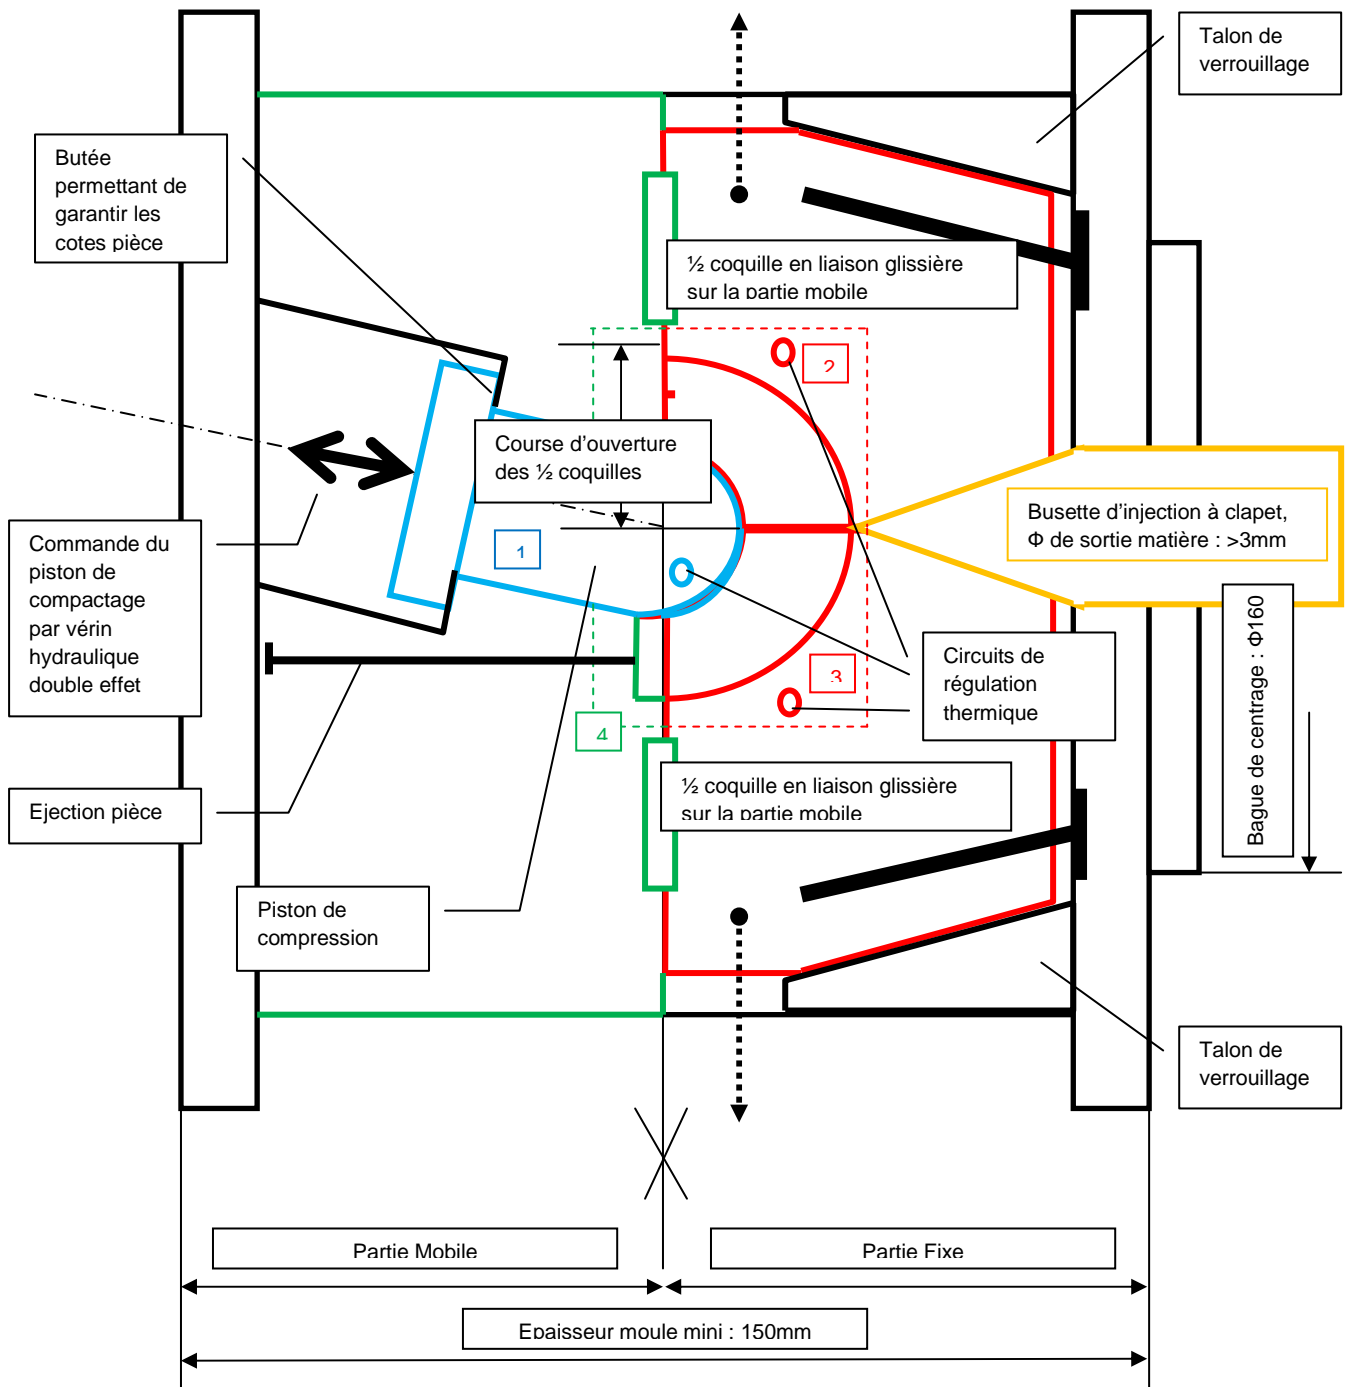 Talon de
verrouillage
Butée
permettant de
garantir les
cotes pièce
½ coquille en liaison glissière
sur la partie mobile
2
Course d'ouverture
des ½ coquilles
Busette d'injection à clapet,
Φ de sortie matière : >3mm
1
Commande du
piston de
compactage
par vérin
hydraulique
double effet
Bague de centrage : Φ160
Circuits de
régulation
thermique
3
4
½ coquille en liaison glissière
sur la partie mobile
Ejection pièce
Piston de
compression
Talon de
verrouillage
Partie Mobile
Partie Fixe
Epaisseur moule mini : 150mm